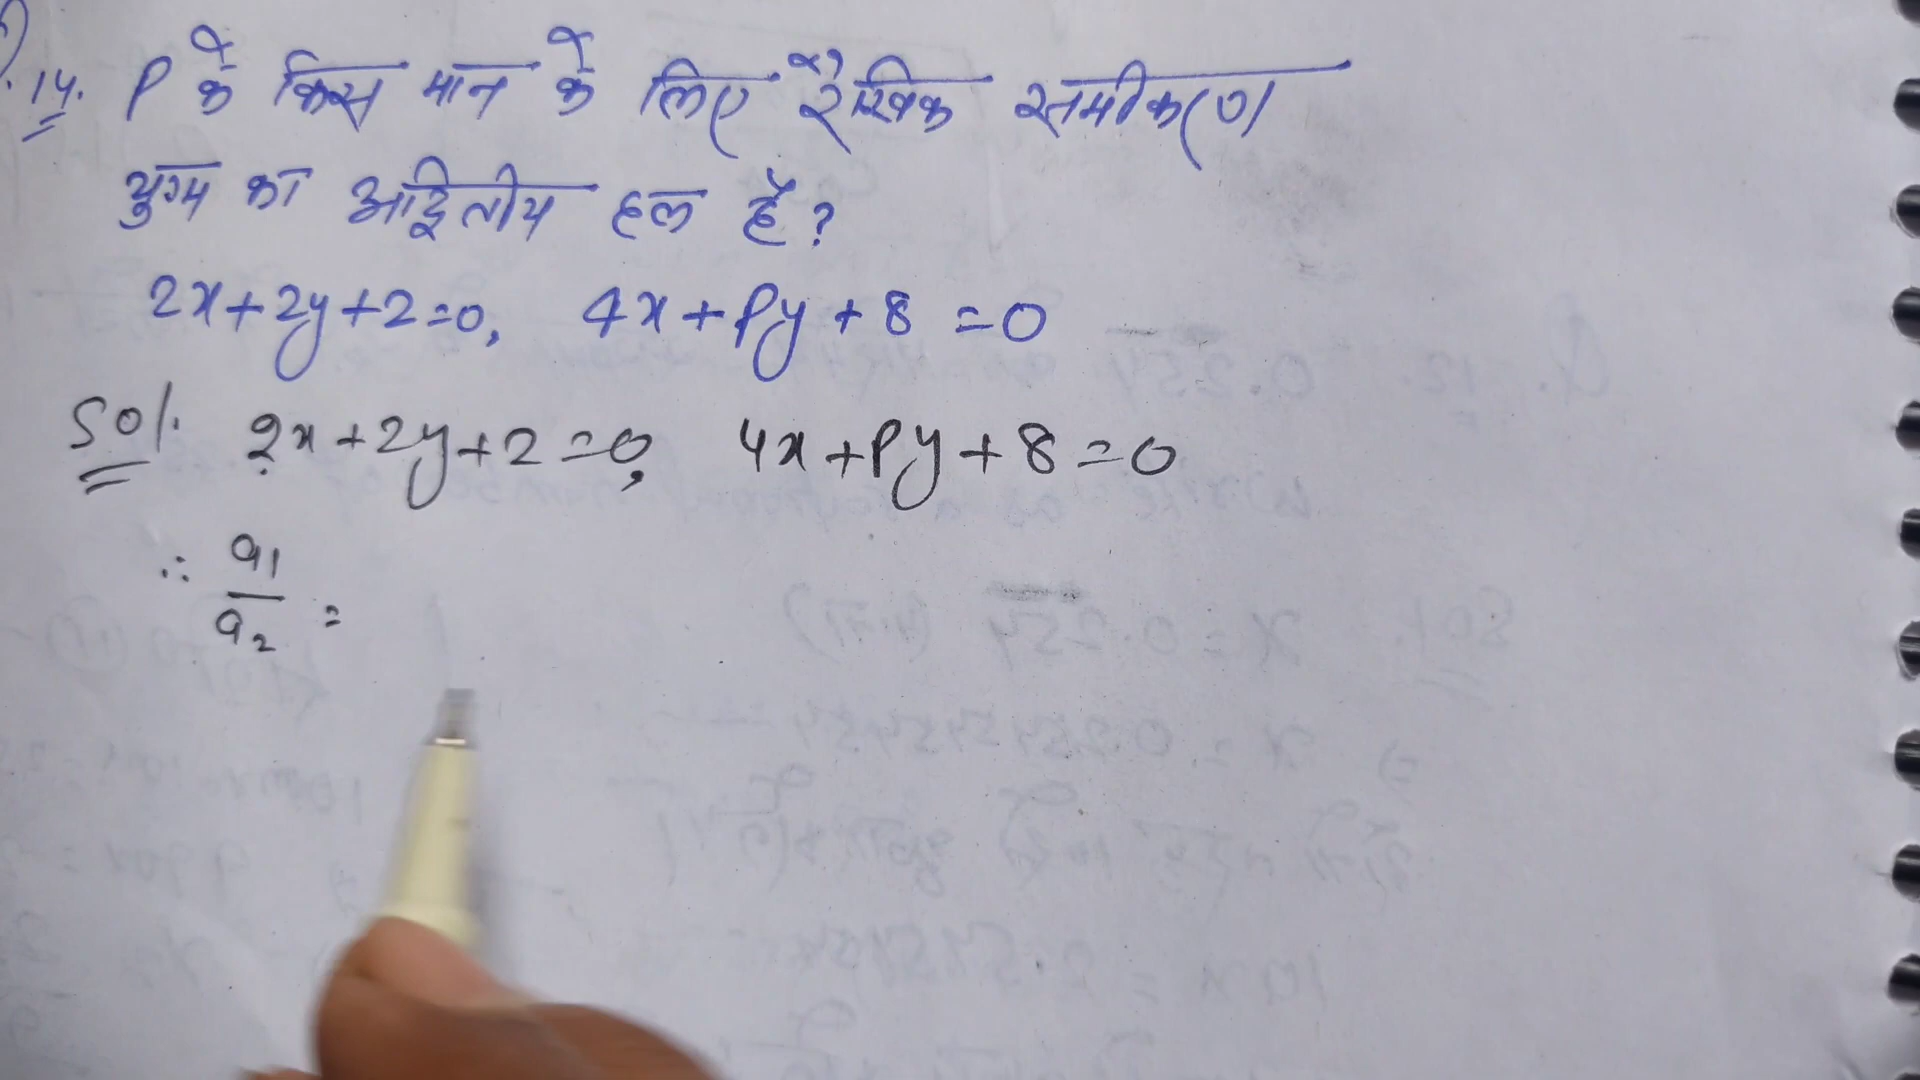 14. P के किस मान के लिए रैखिक समीकरण
युग्म का अद्वितीय हल है?
2x+2y+2=0, 4x+Py+8=0
Sol. 2x+2y+2=0, 4x+Py+8=0
∴ a₁/a₂ =